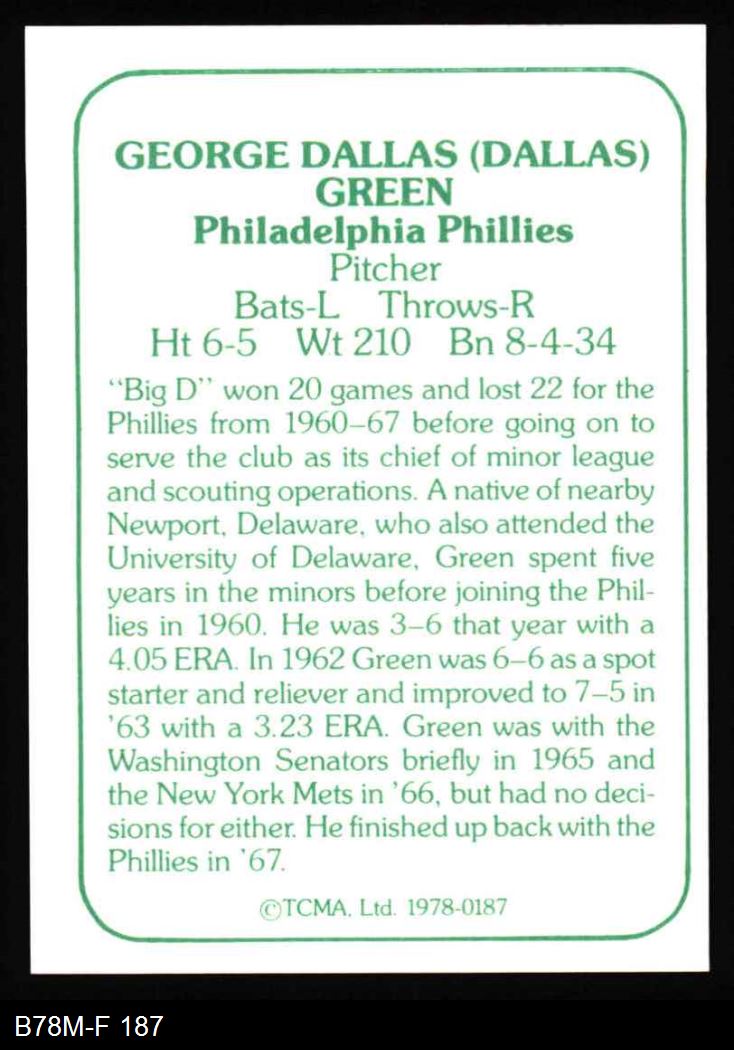 GEORGE DALLAS (DALLAS)
GREEN
Philadelphia Phillies
Pitcher
Bats-L Throws-R
Ht 6-5 Wt 210 Bn 8-4-34
“Big D” won 20 games and lost 22 for the
Phillies from 1960–67 before going on to
serve the club as its chief of minor league
and scouting operations. A native of nearby
Newport, Delaware, who also attended the
University of Delaware, Green spent five
years in the minors before joining the Phil-
lies in 1960. He was 3–6 that year with a
4.05 ERA. In 1962 Green was 6–6 as a spot
starter and reliever and improved to 7–5 in
’63 with a 3.23 ERA. Green was with the
Washington Senators briefly in 1965 and
the New York Mets in ’66, but had no deci-
sions for either. He finished up back with the
Phillies in ’67.
©TCMA, Ltd. 1978-0187
B78M-F 187